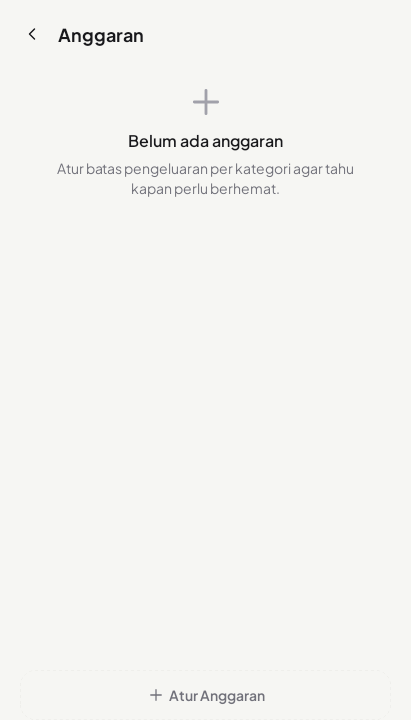 Anggaran
Belum ada anggaran
Atur batas pengeluaran per kategori agar tahu
kapan perlu berhemat.
Atur Anggaran